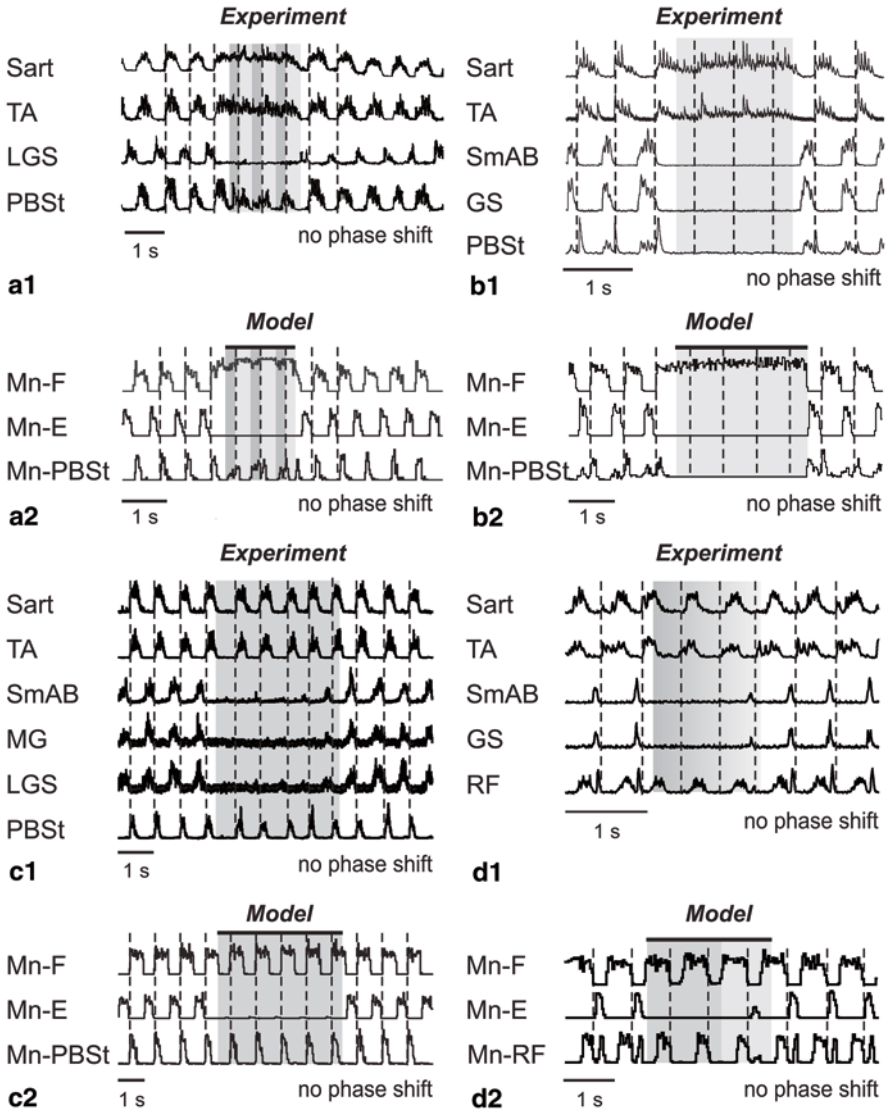 Experiment
Sart
TA
LGS
PBSt
1 s
no phase shift
a1
Experiment
Sart
TA
SmAB
GS
PBSt
1 s
no phase shift
b1
Model
Mn-F
Mn-E
Mn-PBSt
1 s
no phase shift
a2
Model
Mn-F
Mn-E
Mn-PBSt
1 s
no phase shift
b2
Experiment
Sart
TA
SmAB
MG
LGS
PBSt
1 s
no phase shift
c1
Experiment
Sart
TA
SmAB
GS
RF
1 s
no phase shift
d1
Model
Mn-F
Mn-E
Mn-PBSt
1 s
no phase shift
c2
Model
Mn-F
Mn-E
Mn-RF
1 s
no phase shift
d2